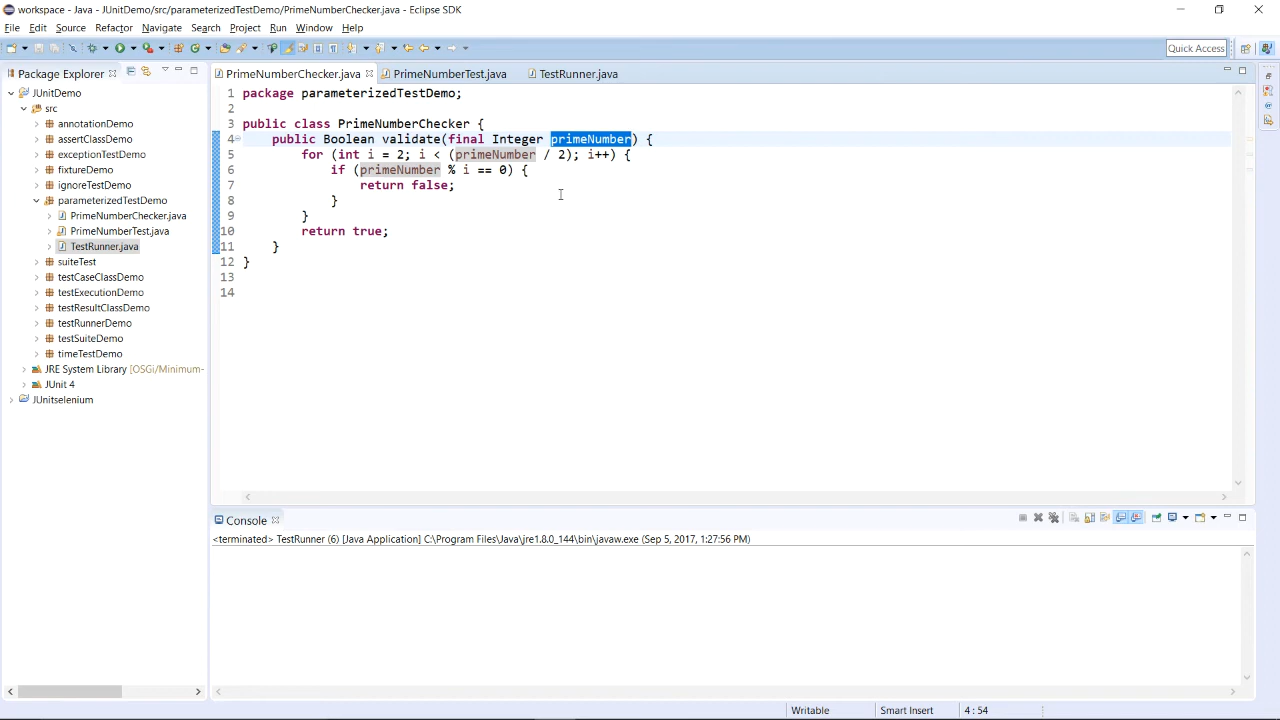 workspace - Java - JUnitDemo/src/parameterizedTestDemo/PrimeNumberChecker.java - Eclipse SDK
File Edit Source Refactor Navigate Search Project Run Window Help
Quick Access
Package Explorer
JUnitDemo
src
annotationDemo
assertClassDemo
exceptionTestDemo
fixtureDemo
ignoreTestDemo
parameterizedTestDemo
PrimeNumberChecker.java
PrimeNumberTest.java
TestRunner.java
suiteTest
testCaseClassDemo
testExecutionDemo
testResultClassDemo
testRunnerDemo
testSuiteDemo
timeTestDemo
JRE System Library [OSGi/Minimum-
JUnit 4
JUnitselenium
PrimeNumberChecker.java PrimeNumberTest.java TestRunner.java
1 package parameterizedTestDemo;
2
3 public class PrimeNumberChecker {
4 public Boolean validate(final Integer primeNumber) {
5 for (int i = 2; i < (primeNumber / 2); i++) {
6 if (primeNumber % i == 0) {
7 return false;
8 }
9 }
10 return true;
11 }
12 }
13
14
Console
<terminated> TestRunner (6) [Java Application] C:\Program Files\Java\jre1.8.0_144\bin\javaw.exe (Sep 5, 2017, 1:27:56 PM)
Writable Smart Insert 4 : 54